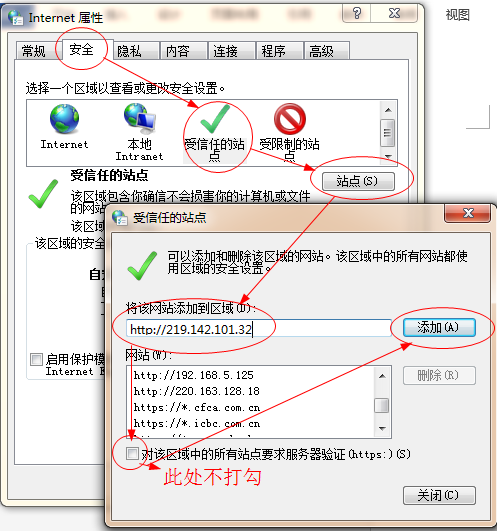 Internet 属性
视图
常规
安全
隐私
内容
连接
程序
高级
选择一个区域以查看或更改安全设置。
Internet
本地
Intranet
受信任的站
点
受限制的站
点
受信任的站点
站点(S)
该区域包含你确信不会损害你的计算机或文件
的网站
该区
该区域的安全
自
启用保护模
Internet
受信任的站点
可以添加和删除该区域的网站。该区域中的所有网站都使
用区域的安全设置。
将该网站添加到区域(D):
http://219.142.101.32
添加(A)
网站(W):
http://192.168.5.125
http://220.163.128.18
https://*.cfca.com.cn
https://*.icbc.com.cn
删除(R)
对该区域中的所有站点要求服务器验证(https:)(S)
此处不打勾
关闭(C)